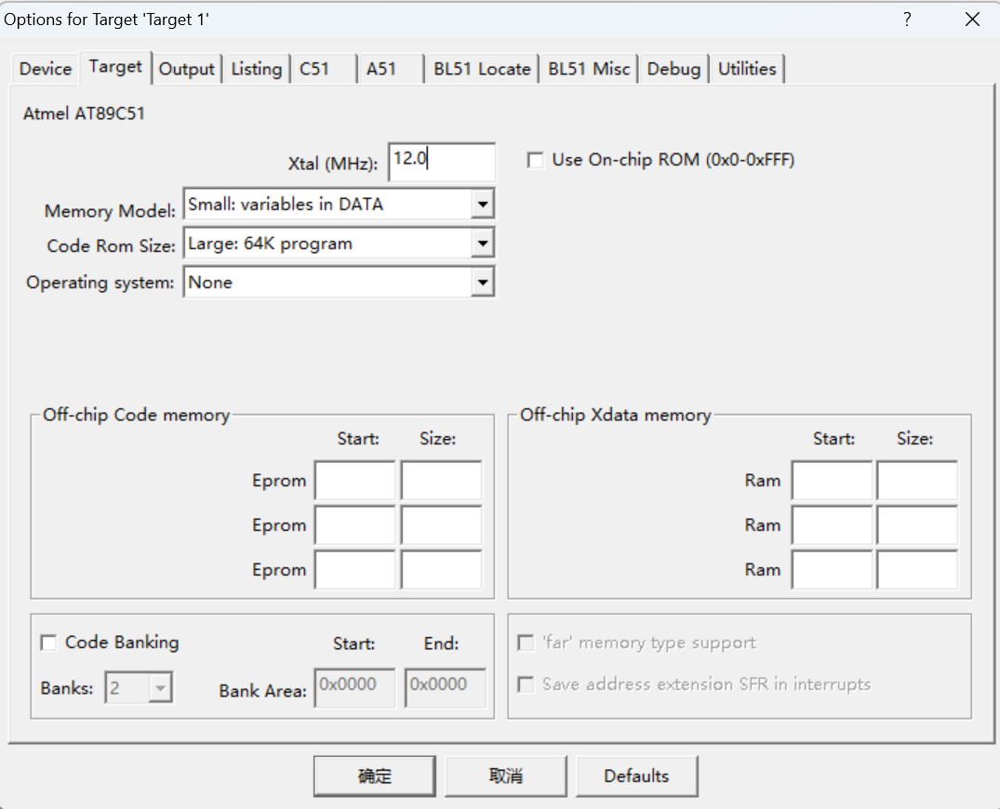 Options for Target 'Target 1'
Device Target Output Listing C51 A51 BL51 Locate BL51 Misc Debug Utilities
Atmel AT89C51
Xtal (MHz): 12.0 Use On-chip ROM (0x0-0xFFF)
Memory Model: Small: variables in DATA
Code Rom Size: Large: 64K program
Operating system: None
Off-chip Code memory
Start: Size:
Eprom
Eprom
Eprom
Off-chip Xdata memory
Start: Size:
Ram
Ram
Ram
Code Banking Start: End:
Banks: 2 Bank Area: 0x0000 0x0000
'far' memory type support
Save address extension SFR in interrupts
确定 取消 Defaults